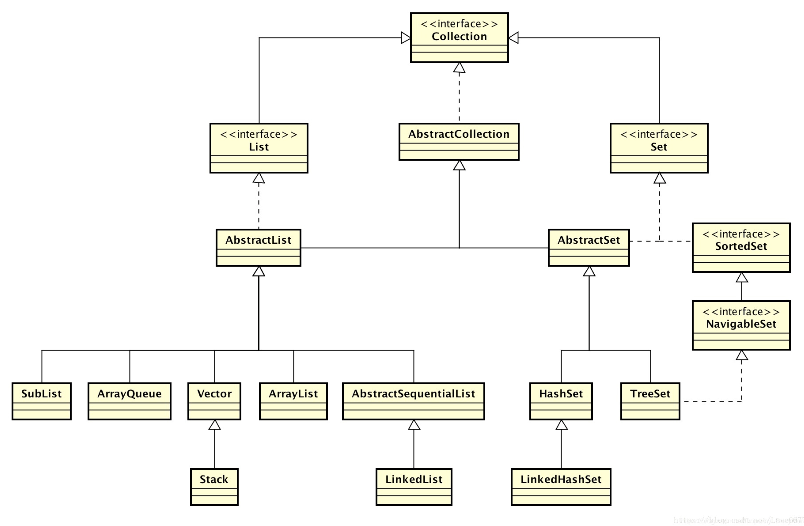 <<interface>>
Collection
<<interface>>
List
AbstractCollection
<<interface>>
Set
AbstractList
AbstractSet
<<interface>>
SortedSet
<<interface>>
NavigableSet
SubList
ArrayQueue
Vector
ArrayList
AbstractSequentialList
HashSet
TreeSet
Stack
LinkedList
LinkedHashSet